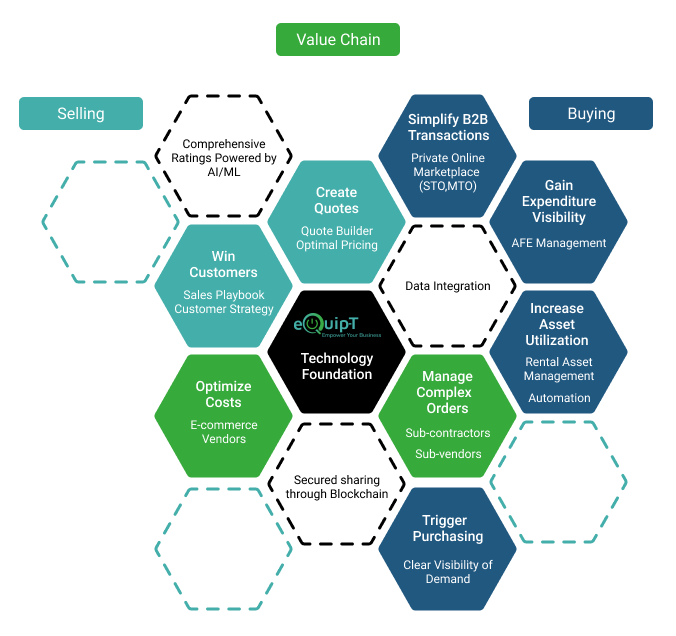 Value Chain
Selling
Buying
Comprehensive
Ratings Powered by
AI/ML
Simplify B2B
Transactions
Private Online
Marketplace
(STO,MTO)
Create
Quotes
Quote Builder
Optimal Pricing
Gain
Expenditure
Visibility
AFE Management
Win
Customers
Sales Playbook
Customer Strategy
Data Integration
eQuipT
Empower Your Business
Technology
Foundation
Increase
Asset
Utilization
Rental Asset
Management
Automation
Optimize
Costs
E-commerce
Vendors
Manage
Complex
Orders
Sub-contractors
Sub-vendors
Secured sharing
through Blockchain
Trigger
Purchasing
Clear Visibility of
Demand